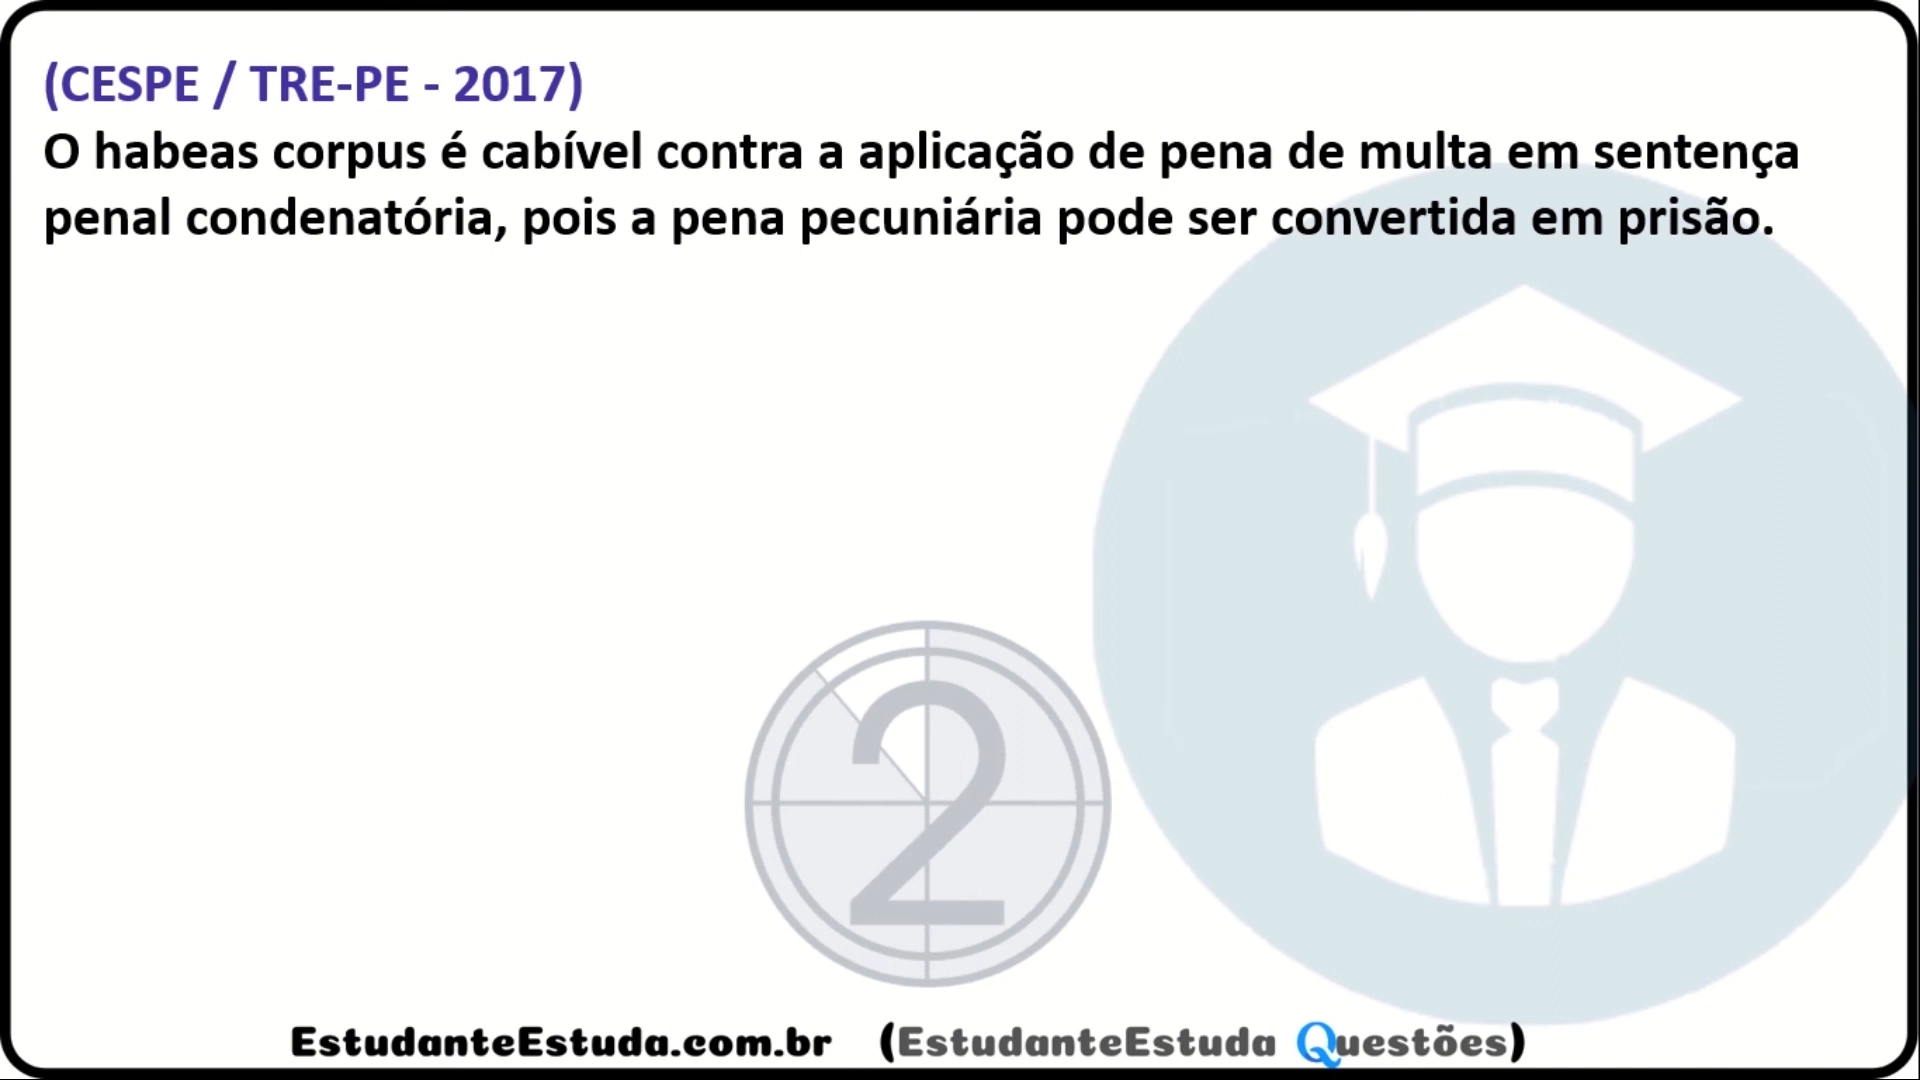 (CESPE / TRE-PE - 2017)
O habeas corpus é cabível contra a aplicação de pena de multa em sentença
penal condenatória, pois a pena pecuniária pode ser convertida em prisão.
2
EstudanteEstuda.com.br (EstudanteEstuda Questões)